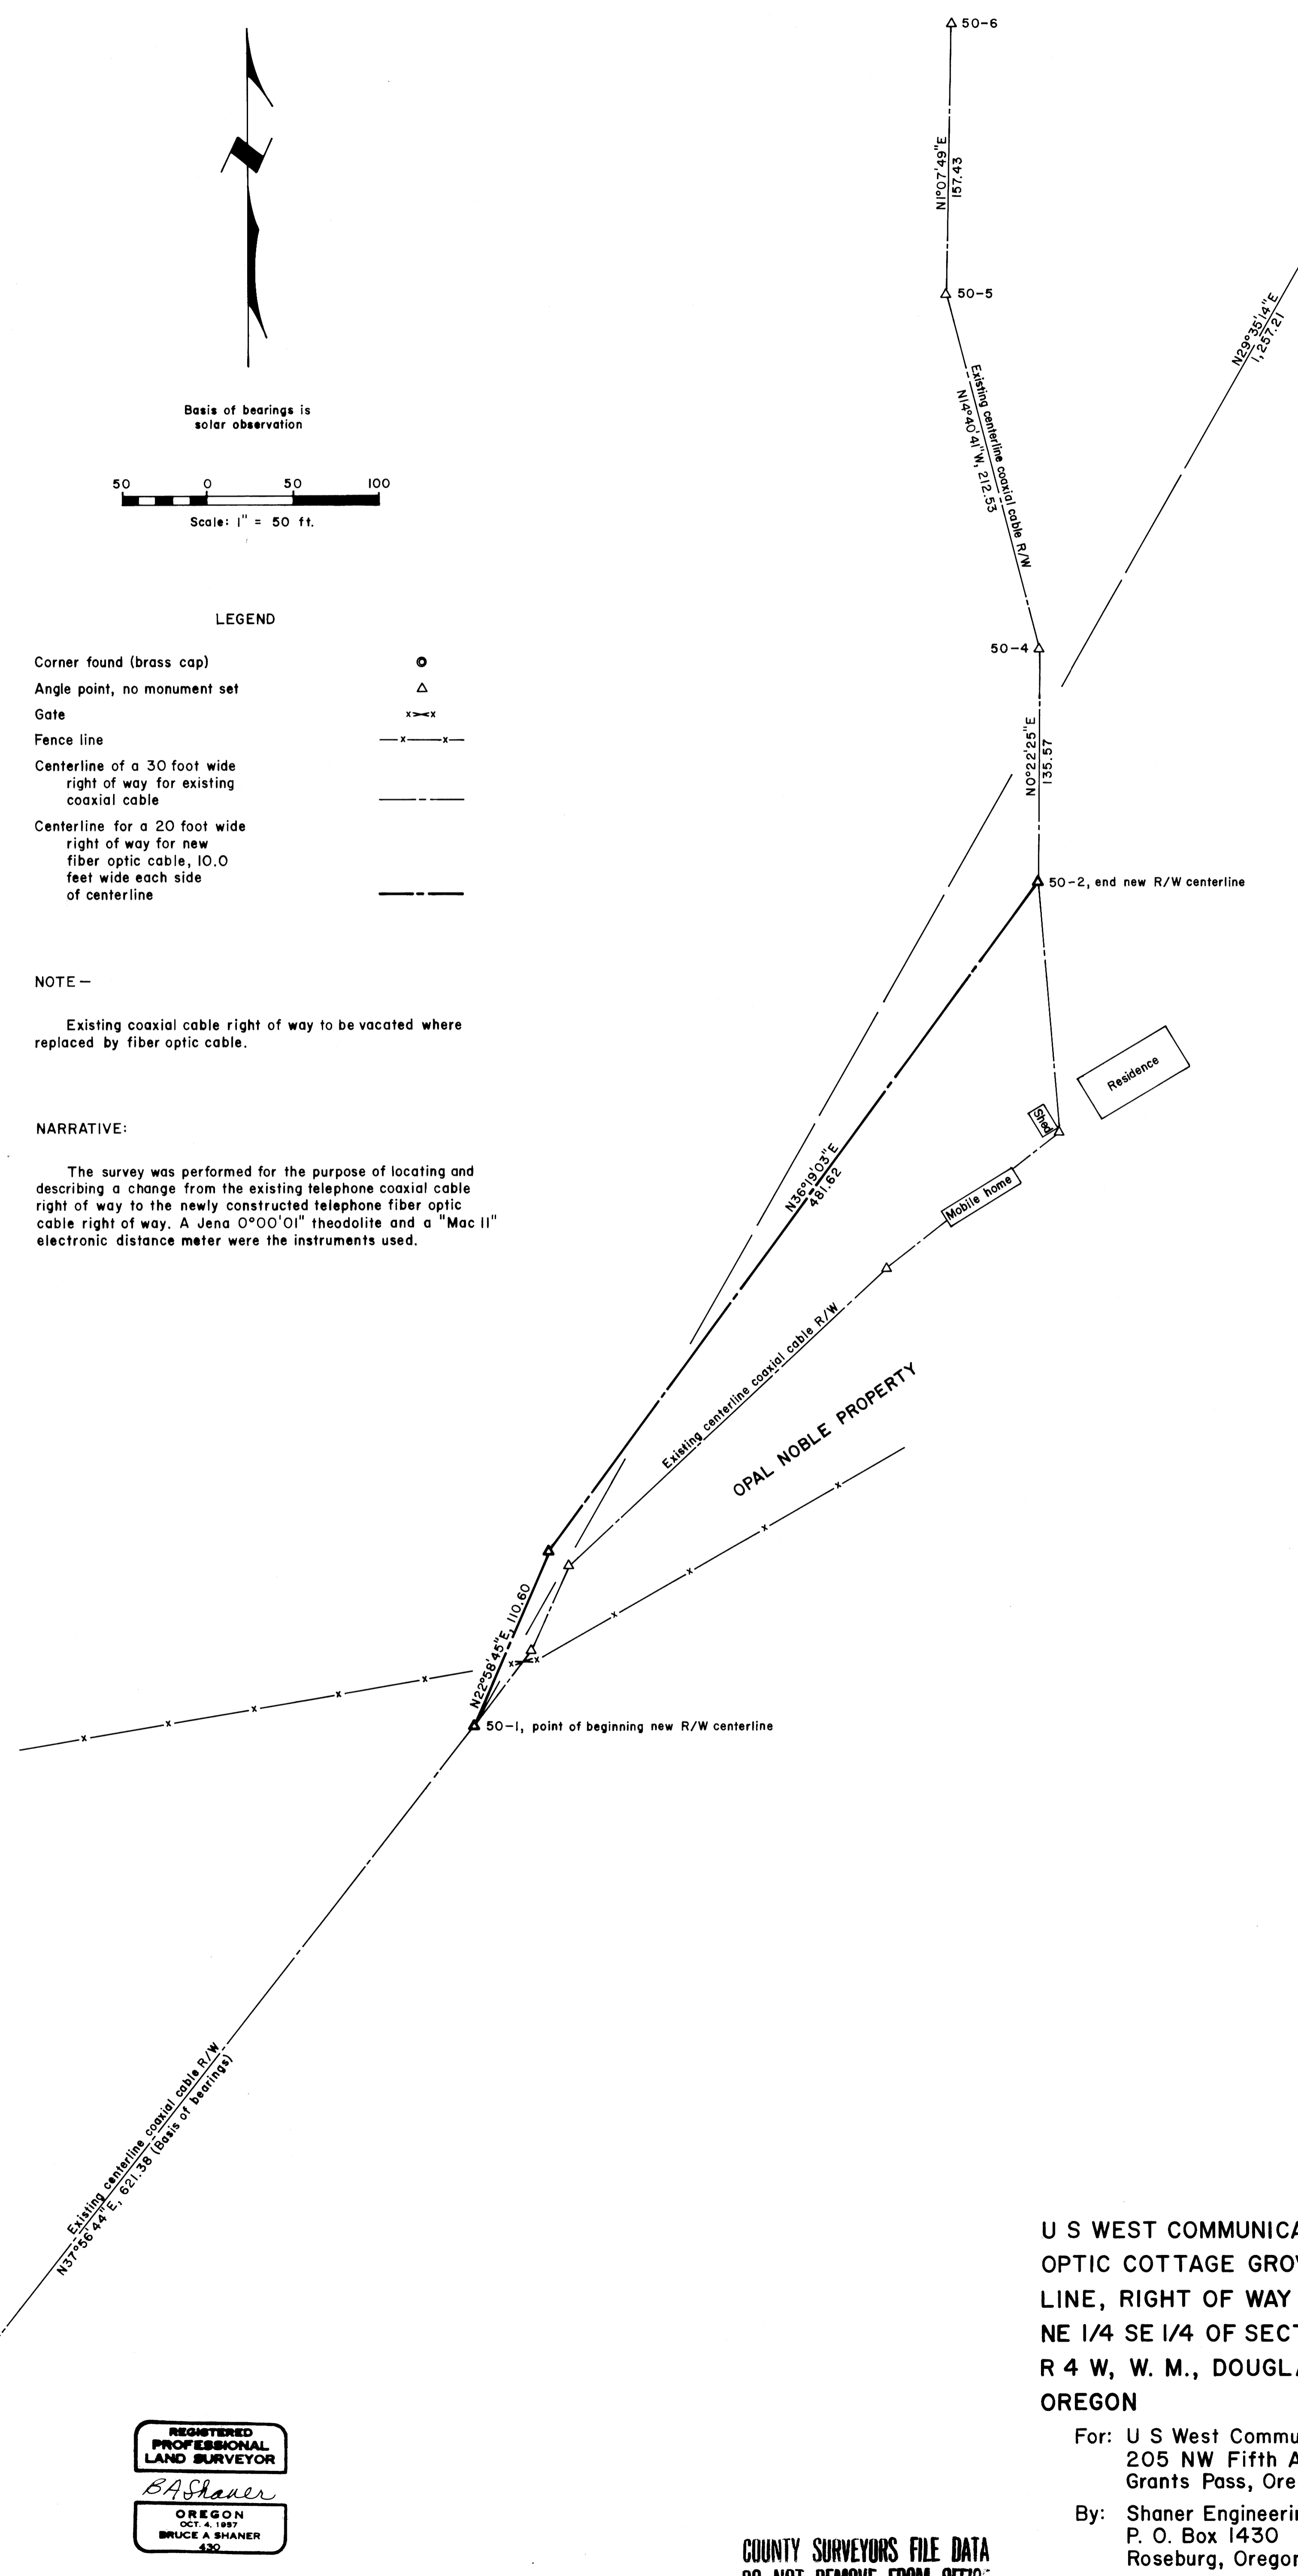 50-6
N1°07'49"E
157.43
50-5
N29°35'14"E
1,257.21
Existing centerline coaxial cable R/W
N14°40'41"W, 212.53
Basis of bearings is
solar observation
50 0 50 100
Scale: 1" = 50 ft.
LEGEND
Corner found (brass cap)
Angle point, no monument set
Gate
Fence line
Centerline of a 30 foot wide
right of way for existing
coaxial cable
Centerline for a 20 foot wide
right of way for new
fiber optic cable, 10.0
feet wide each side
of centerline
50-4
N0°22'25"E
135.57
50-2, end new R/W centerline
NOTE —
Existing coaxial cable right of way to be vacated where
replaced by fiber optic cable.
Residence
Shed
Mobile home
NARRATIVE:
The survey was performed for the purpose of locating and
describing a change from the existing telephone coaxial cable
right of way to the newly constructed telephone fiber optic
cable right of way. A Jena 0°00'01" theodolite and a "Mac II"
electronic distance meter were the instruments used.
N36°19'03"E
481.62
Existing centerline coaxial cable R/W
OPAL NOBLE PROPERTY
N22°58'45"E, 110.60
50-1, point of beginning new R/W centerline
Existing centerline coaxial cable R/W
N37°56'44"E, 621.38 (Basis of bearings)
U S WEST COMMUNICA
OPTIC COTTAGE GROV
LINE, RIGHT OF WAY
NE 1/4 SE 1/4 OF SECT
R 4 W, W. M., DOUGLA
OREGON
For: U S West Commu
205 NW Fifth A
Grants Pass, Ore
By: Shaner Engineerin
P. O. Box 1430
Roseburg, Oregon
REGISTERED
PROFESSIONAL
LAND SURVEYOR
BA Shaner
OREGON
OCT. 4, 1957
BRUCE A SHANER
430
COUNTY SURVEYORS FILE DATA
DO NOT REMOVE FROM OFFIC